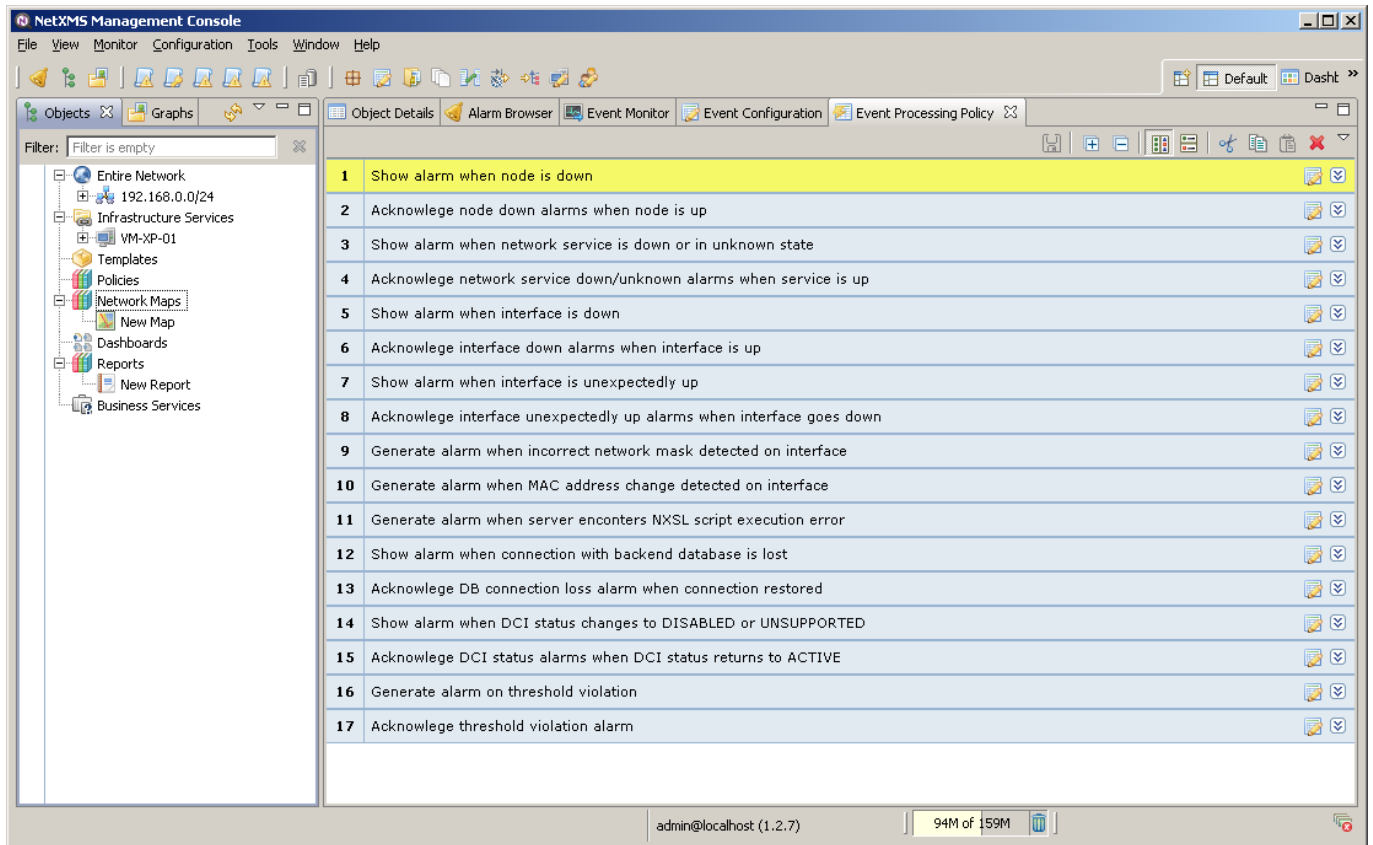 NetXMS Management Console
File View Monitor Configuration Tools Window Help
Default Dasht »
Objects Graphs
Object Details Alarm Browser Event Monitor Event Configuration Event Processing Policy
Filter: Filter is empty
Entire Network
192.168.0.0/24
Infrastructure Services
VM-XP-01
Templates
Policies
Network Maps
New Map
Dashboards
Reports
New Report
Business Services
1 Show alarm when node is down
2 Acknowlege node down alarms when node is up
3 Show alarm when network service is down or in unknown state
4 Acknowlege network service down/unknown alarms when service is up
5 Show alarm when interface is down
6 Acknowlege interface down alarms when interface is up
7 Show alarm when interface is unexpectedly up
8 Acknowlege interface unexpectedly up alarms when interface goes down
9 Generate alarm when incorrect network mask detected on interface
10 Generate alarm when MAC address change detected on interface
11 Generate alarm when server enconters NXSL script execution error
12 Show alarm when connection with backend database is lost
13 Acknowlege DB connection loss alarm when connection restored
14 Show alarm when DCI status changes to DISABLED or UNSUPPORTED
15 Acknowlege DCI status alarms when DCI status returns to ACTIVE
16 Generate alarm on threshold violation
17 Acknowlege threshold violation alarm
admin@localhost (1.2.7)
94M of 159M